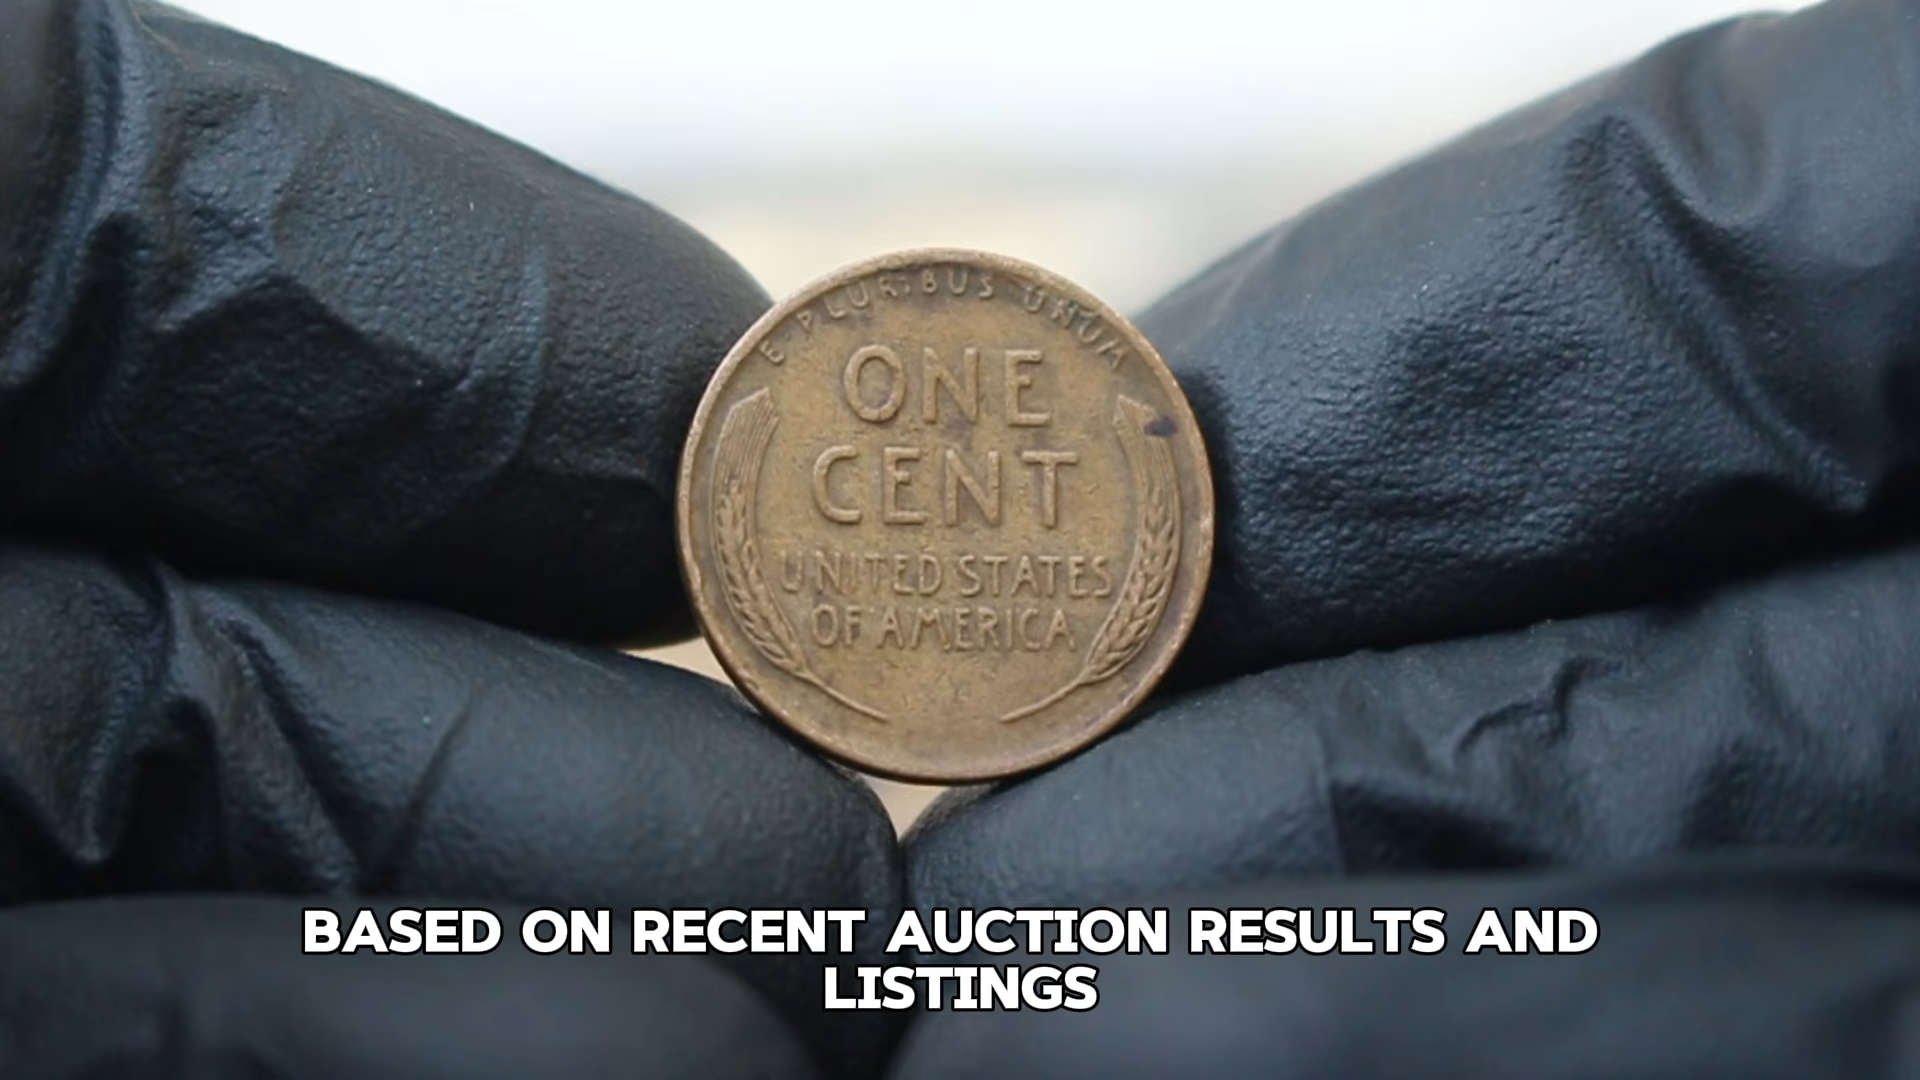 E·PLURIBUS·UNUM
ONE
CENT
UNITED STATES
OF AMERICA
BASED ON RECENT AUCTION RESULTS AND
LISTINGS